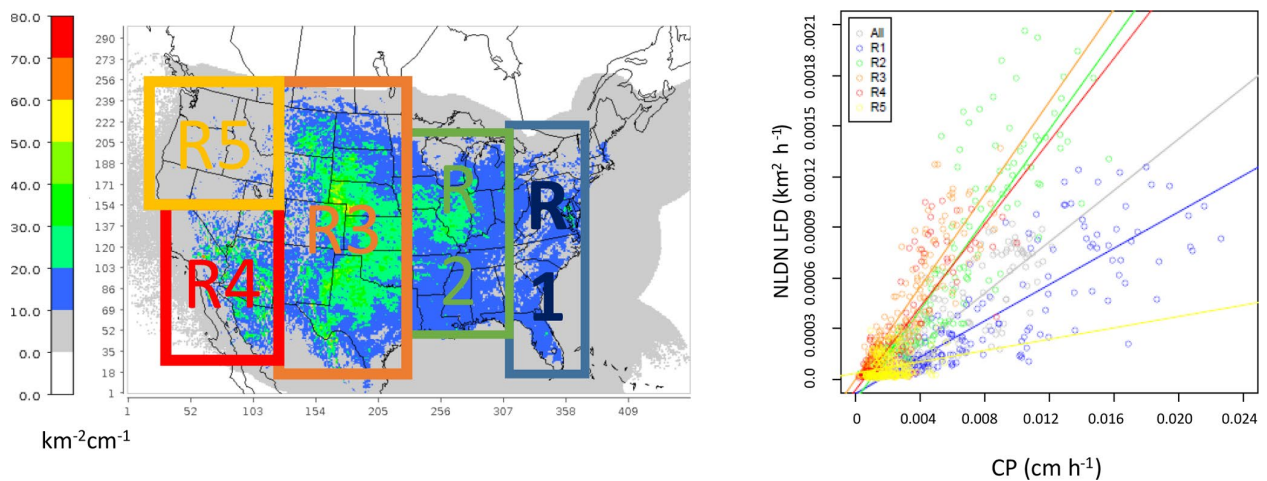 80.0
70.0
60.0
50.0
40.0
30.0
20.0
10.0
0.0
0.0
km⁻²cm⁻¹
290
273
256
239
222
205
188
171
154
137
120
103
86
69
52
35
18
1
1 52 103 154 205 256 307 358 409
R5
R3
R4
R
2
R
1
All
R1
R2
R3
R4
R5
NLDN LFD (km² h⁻¹)
0.0021
0.0018
0.0015
0.0012
0.0009
0.0006
0.0003
0.0
0 0.004 0.008 0.012 0.016 0.020 0.024
CP (cm h⁻¹)